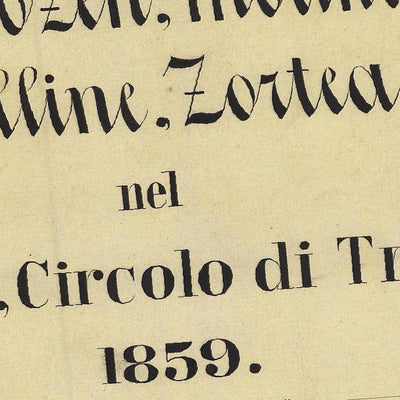 lline, Zortea
nel
, Circolo di Tr
1859.